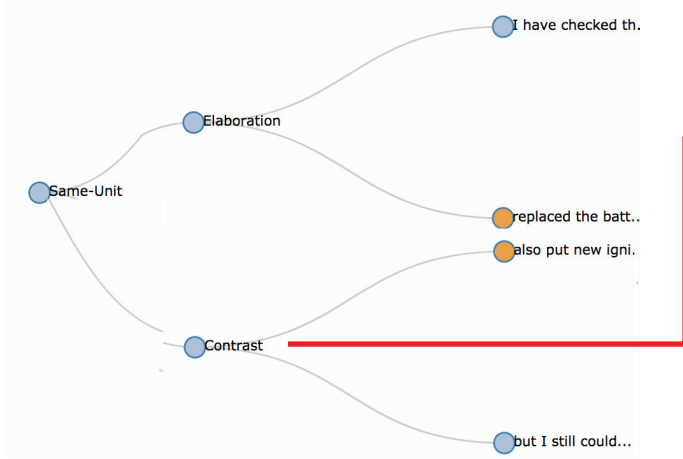 I have checked th.
Elaboration
Same-Unit
replaced the batt..
also put new igni.
Contrast
but I still could...